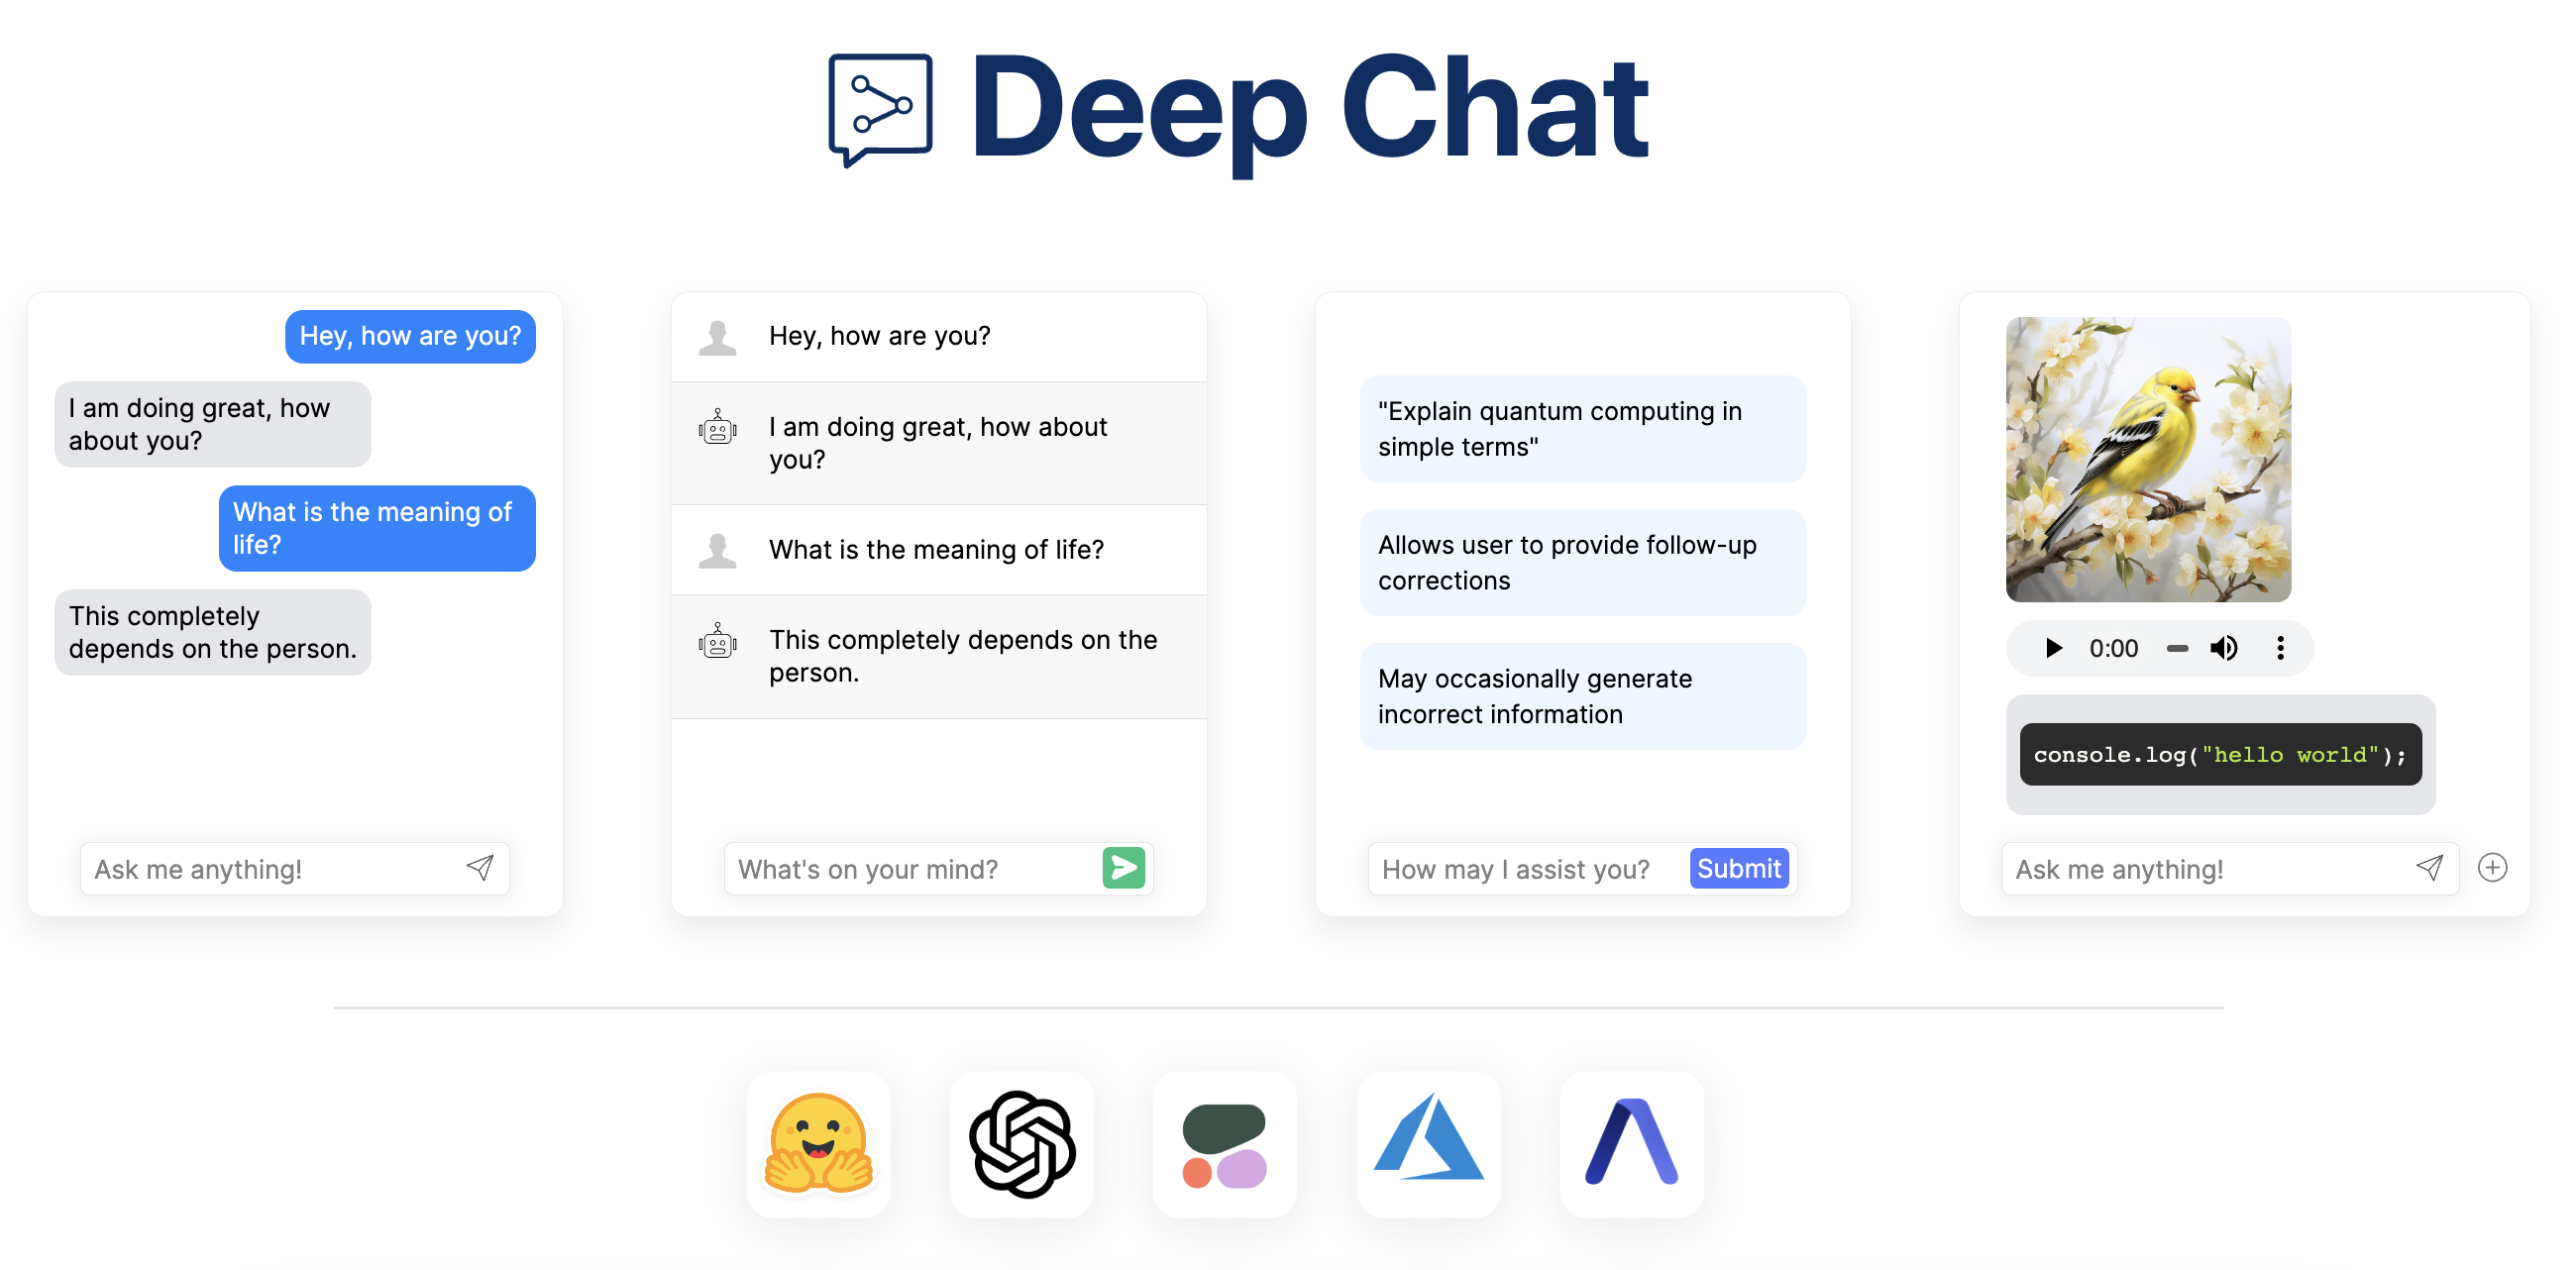 Deep Chat
Hey, how are you?
I am doing great, how
about you?
What is the meaning of
life?
This completely
depends on the person.
Ask me anything!
Hey, how are you?
I am doing great, how about
you?
What is the meaning of life?
This completely depends on the
person.
What's on your mind?
"Explain quantum computing in
simple terms"
Allows user to provide follow-up
corrections
May occasionally generate
incorrect information
How may I assist you?
Submit
0:00
console.log("hello world");
Ask me anything!